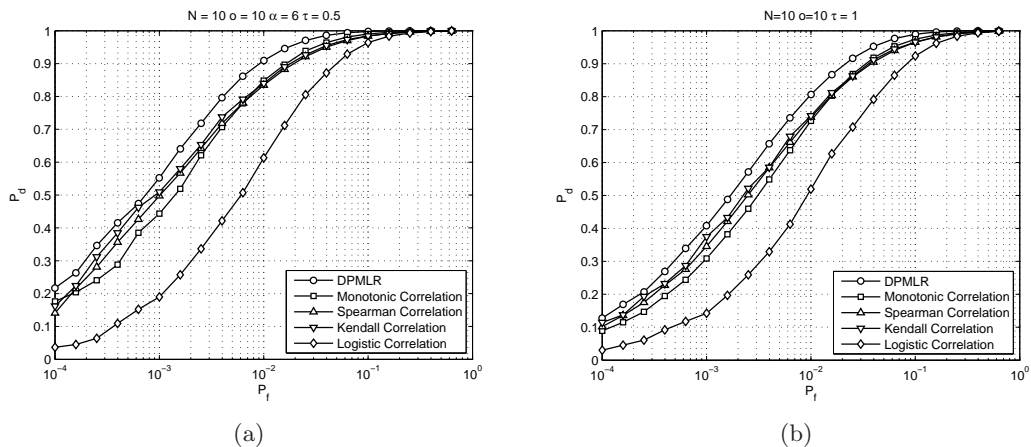 N = 10 o = 10 α = 6 τ = 0.5
1
0.9
0.8
0.7
0.6
0.5
0.4
0.3
0.2
0.1
0
P_d
DPMLR
Monotonic Correlation
Spearman Correlation
Kendall Correlation
Logistic Correlation
10^−4
10^−3
10^−2
10^−1
10^0
P_f
(a)
N=10 o=10 τ = 1
1
0.9
0.8
0.7
0.6
0.5
0.4
0.3
0.2
0.1
0
P_d
DPMLR
Monotonic Correlation
Spearman Correlation
Kendall Correlation
Logistic Correlation
10^−4
10^−3
10^−2
10^−1
10^0
P_f
(b)